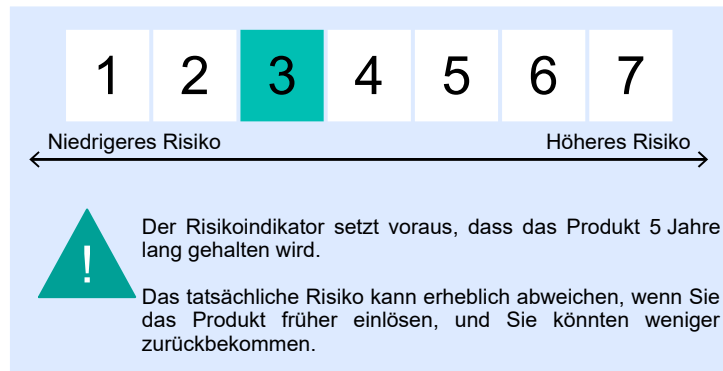 1 2 3 4 5 6 7
Niedrigeres Risiko Höheres Risiko
!
Der Risikoindikator setzt voraus, dass das Produkt 5 Jahre
lang gehalten wird.
Das tatsächliche Risiko kann erheblich abweichen, wenn Sie
das Produkt früher einlösen, und Sie könnten weniger
zurückbekommen.